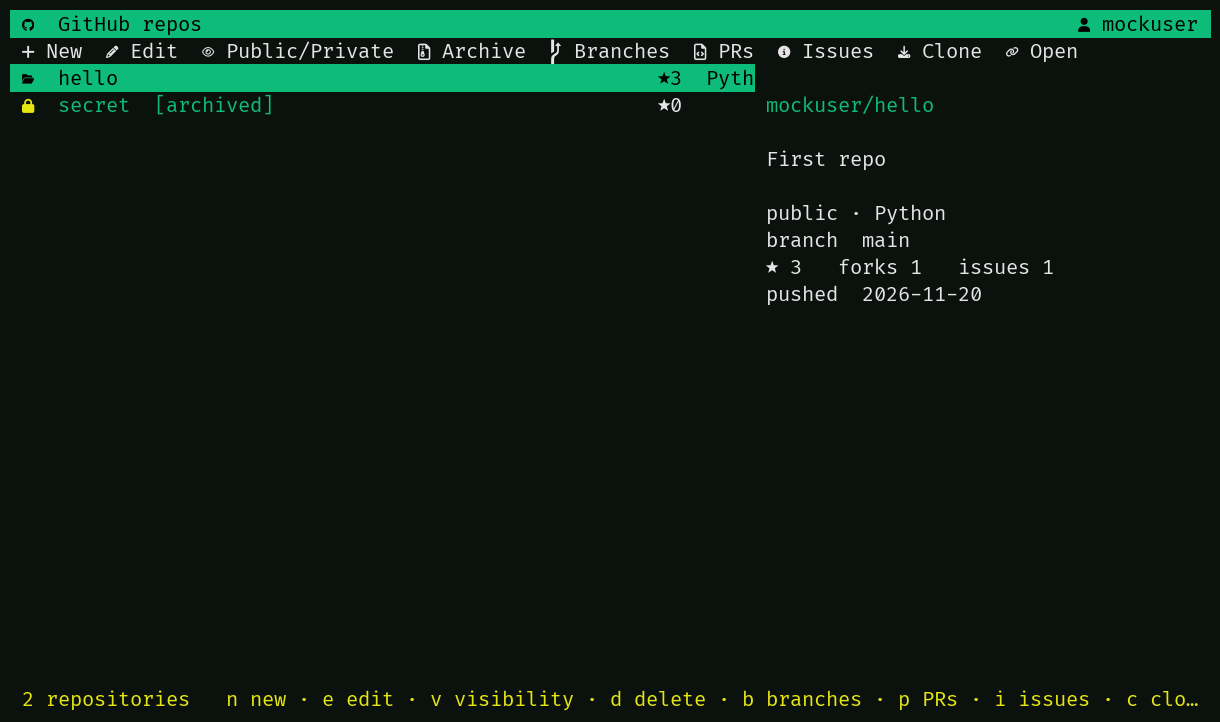 GitHub repos mockuser
+ New Edit Public/Private Archive Branches PRs Issues Clone Open
hello ★3 Pyth
secret [archived] ★0
mockuser/hello
First repo
public · Python
branch main
★ 3 forks 1 issues 1
pushed 2026-11-20
2 repositories n new · e edit · v visibility · d delete · b branches · p PRs · i issues · c clo…